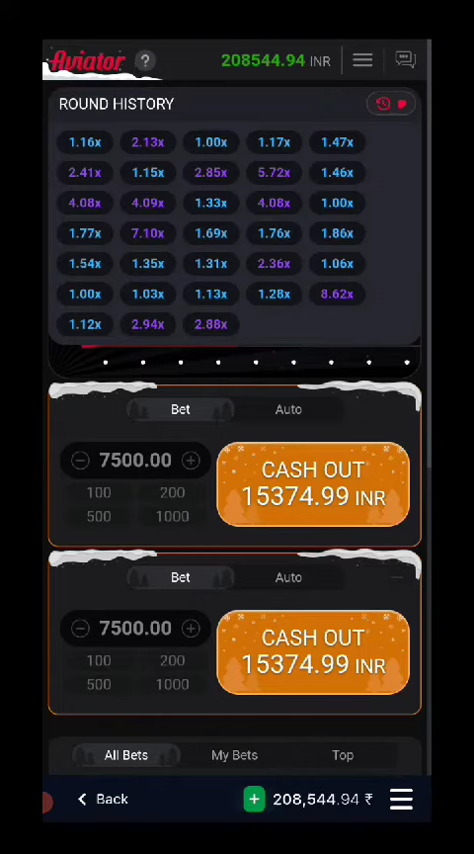 Aviator ? 208544.94 INR
ROUND HISTORY
1.16x 2.13x 1.00x 1.17x 1.47x
2.41x 1.15x 2.85x 5.72x 1.46x
4.08x 4.09x 1.33x 4.08x 1.00x
1.77x 7.10x 1.69x 1.76x 1.86x
1.54x 1.35x 1.31x 2.36x 1.06x
1.00x 1.03x 1.13x 1.28x 8.62x
1.12x 2.94x 2.88x
Bet Auto
7500.00
100 200
500 1000
CASH OUT
15374.99 INR
Bet Auto
7500.00
100 200
500 1000
CASH OUT
15374.99 INR
All Bets My Bets Top
Back 208,544.94 ₹